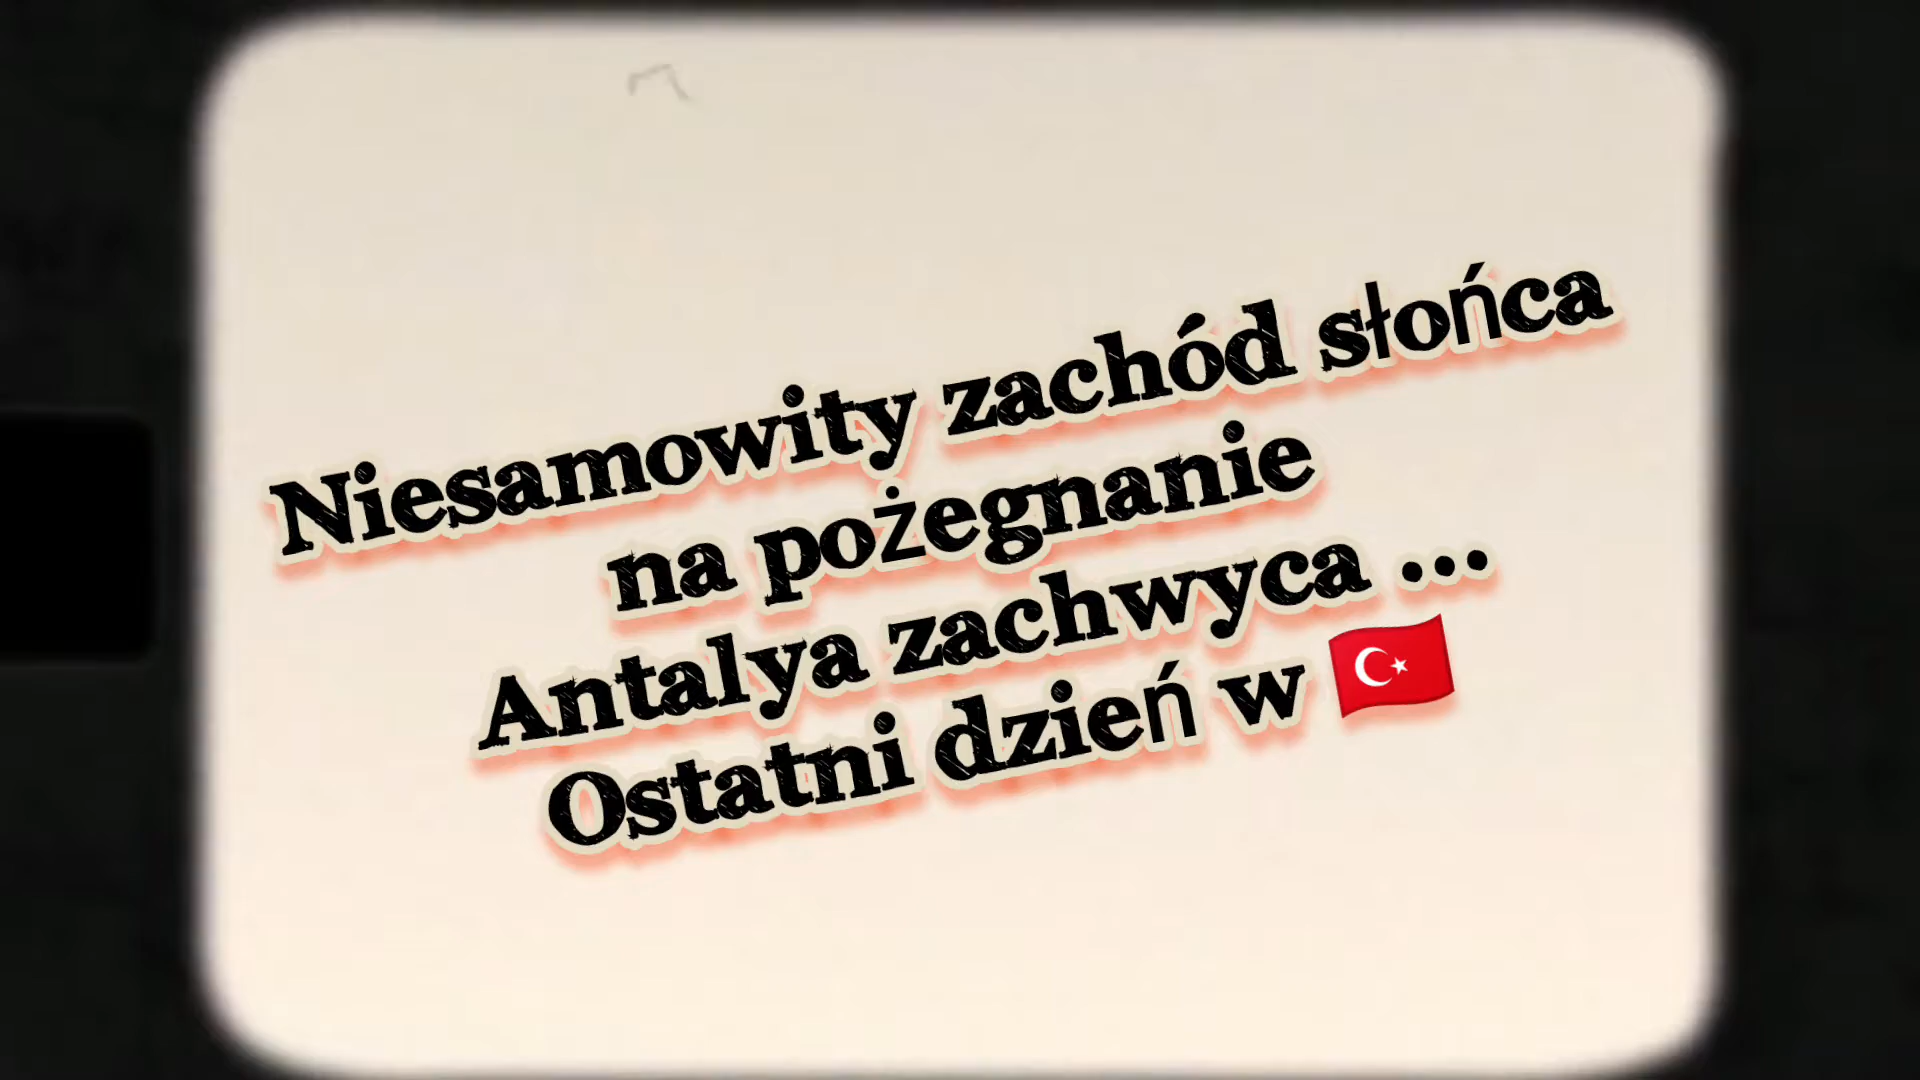 Niesamowity zachód słońca
na pożegnanie
Antalya zachwyca ...
Ostatni dzień w 🇹🇷